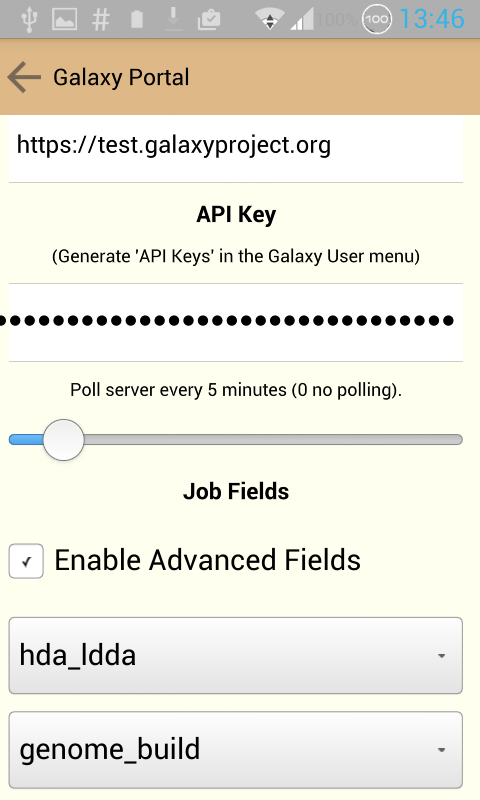 100% 100 13:46
Galaxy Portal
https://test.galaxyproject.org
API Key
(Generate 'API Keys' in the Galaxy User menu)
Poll server every 5 minutes (0 no polling).
Job Fields
Enable Advanced Fields
hda_ldda
genome_build